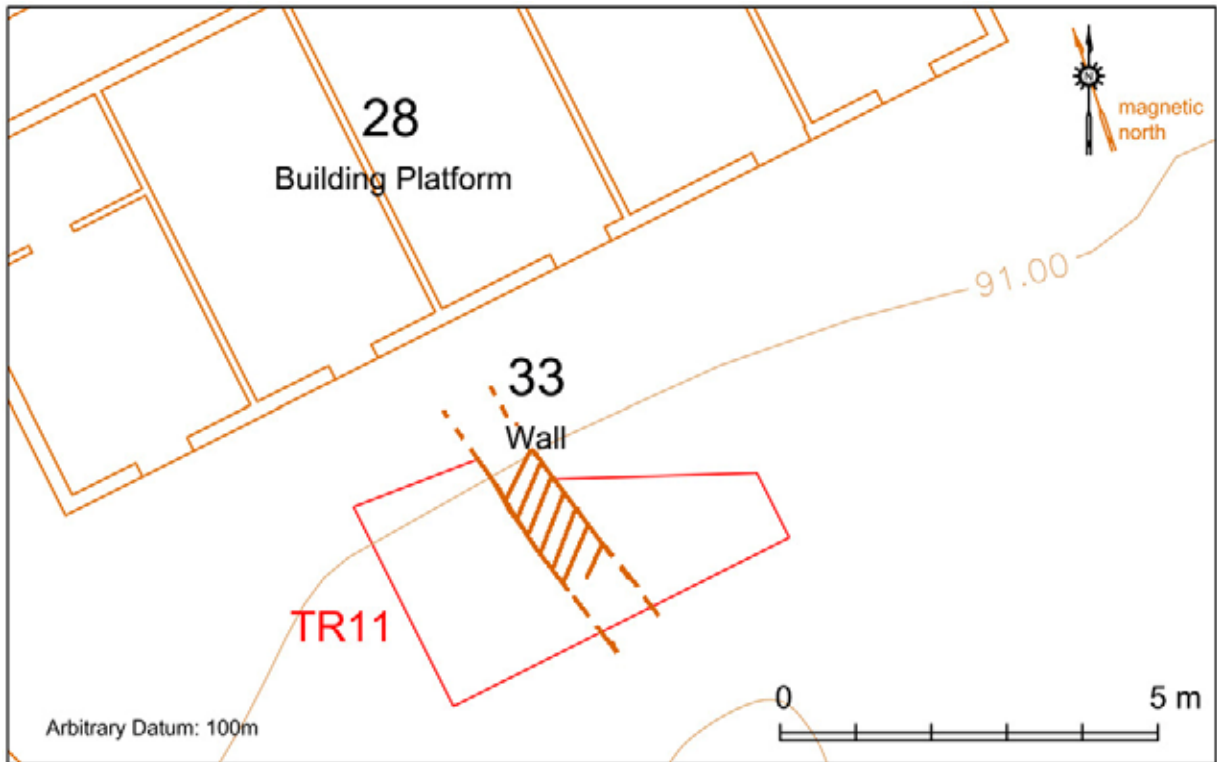 28
Building Platform
N
magnetic
north
91.00
33
Wall
TR11
0
5 m
Arbitrary Datum: 100m